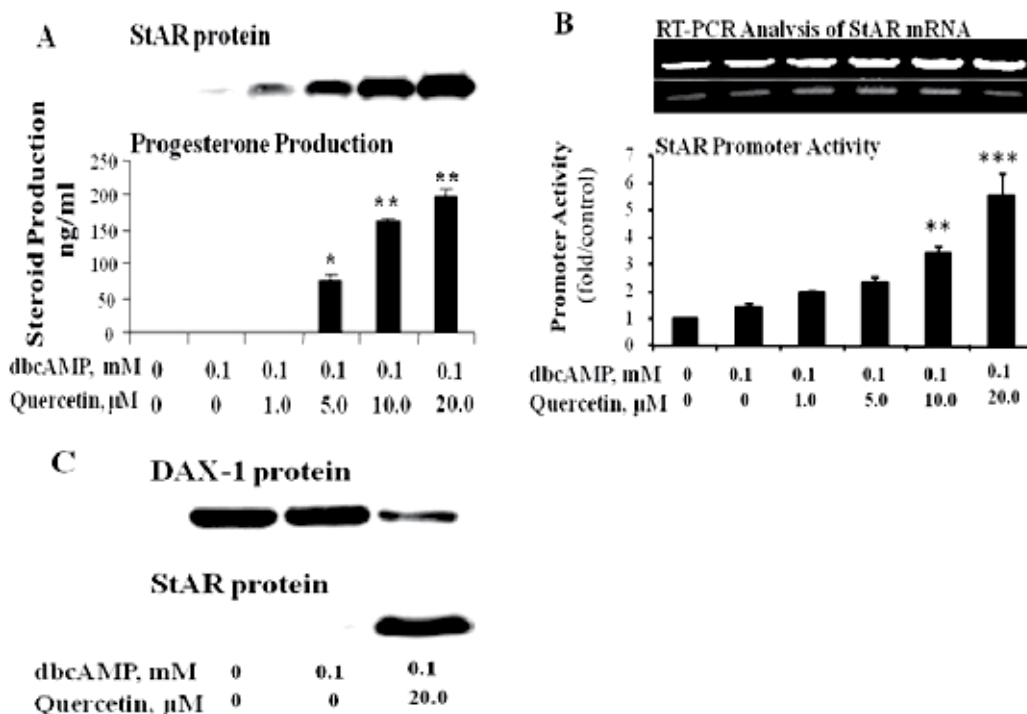 A
StAR protein
Progesterone Production
Steroid Production
ng/ml
250
200
150
100
50
0
*
**
**
dbcAMP, mM 0 0.1 0.1 0.1 0.1 0.1
Quercetin, µM 0 0 1.0 5.0 10.0 20.0
B
RT-PCR Analysis of StAR mRNA
StAR Promoter Activity
Promoter Activity
(fold/control)
7
6
5
4
3
2
1
0
**
***
dbcAMP, mM 0 0.1 0.1 0.1 0.1 0.1
Quercetin, µM 0 0 1.0 5.0 10.0 20.0
C
DAX-1 protein
StAR protein
dbcAMP, mM 0 0.1 0.1
Quercetin, µM 0 0 20.0